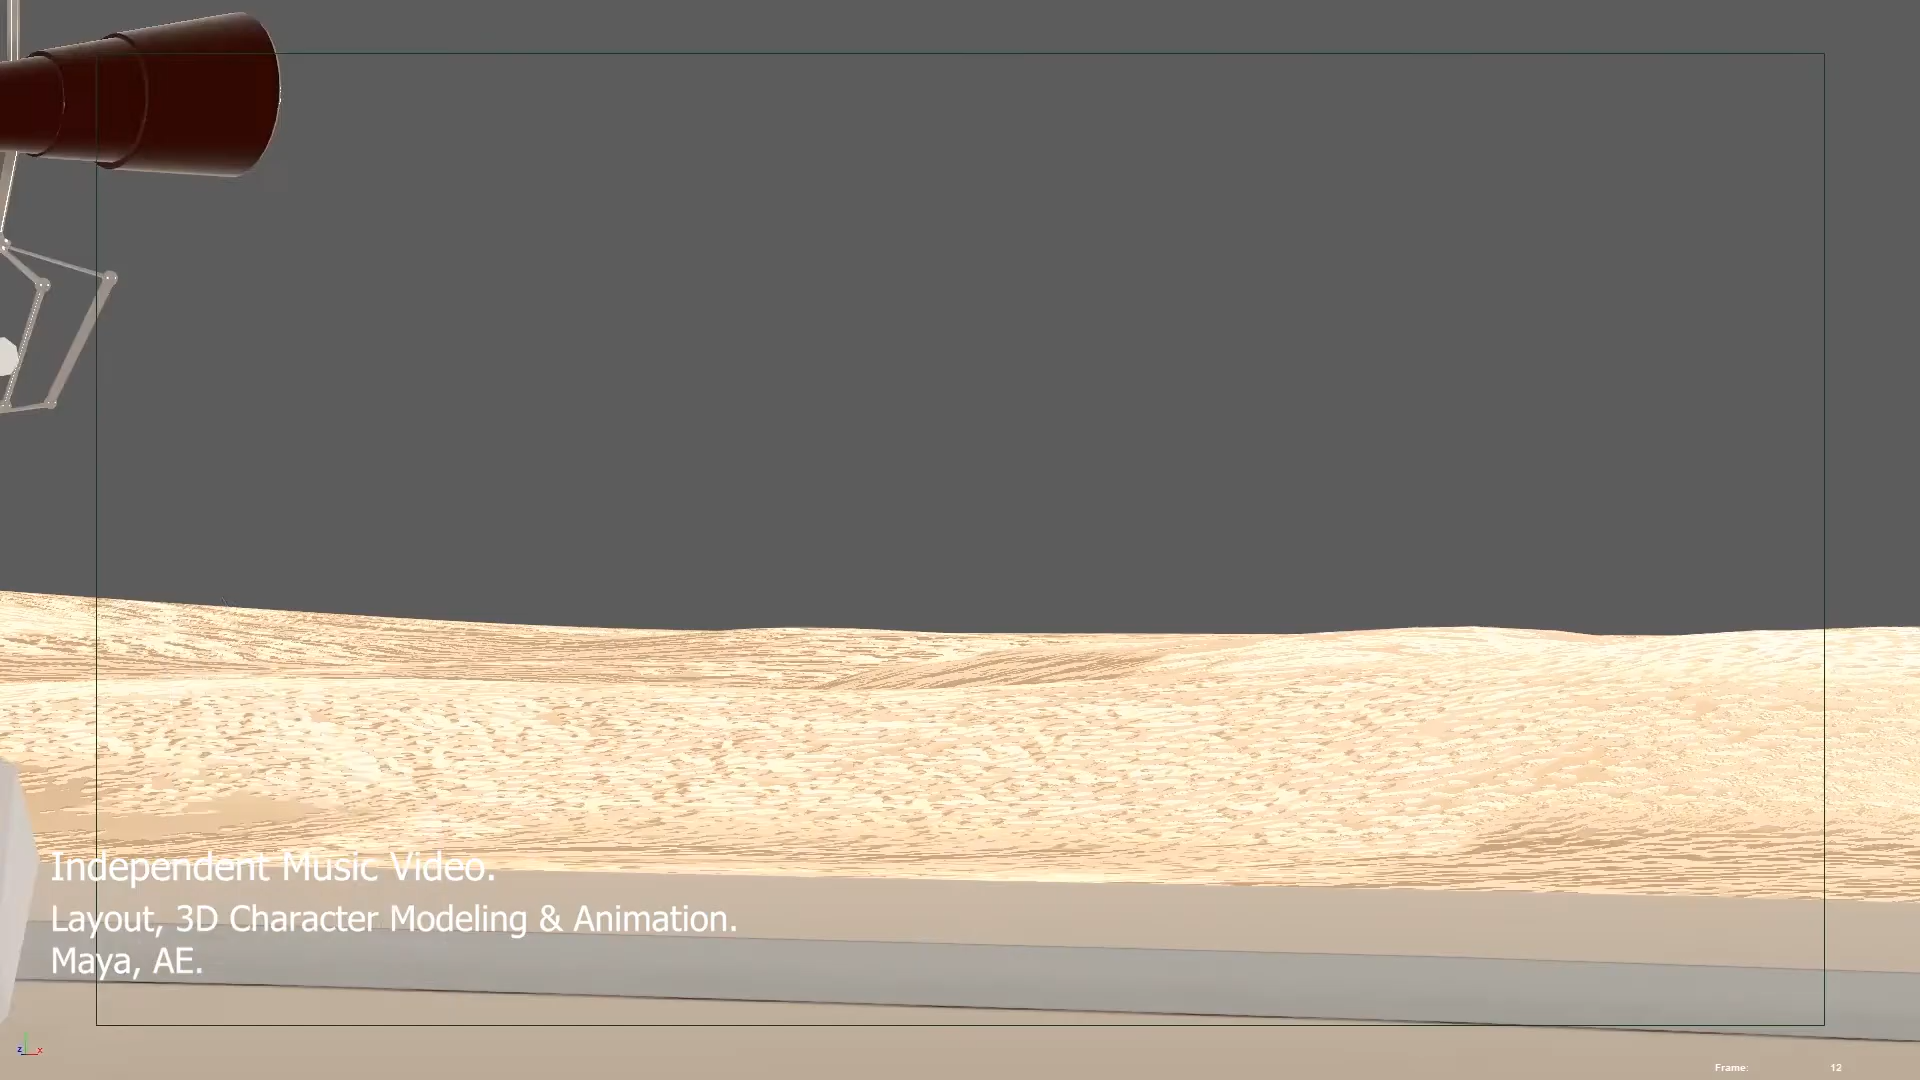 Independent Music Video.
Layout, 3D Character Modeling & Animation.
Maya, AE.
z x
Frame: 12